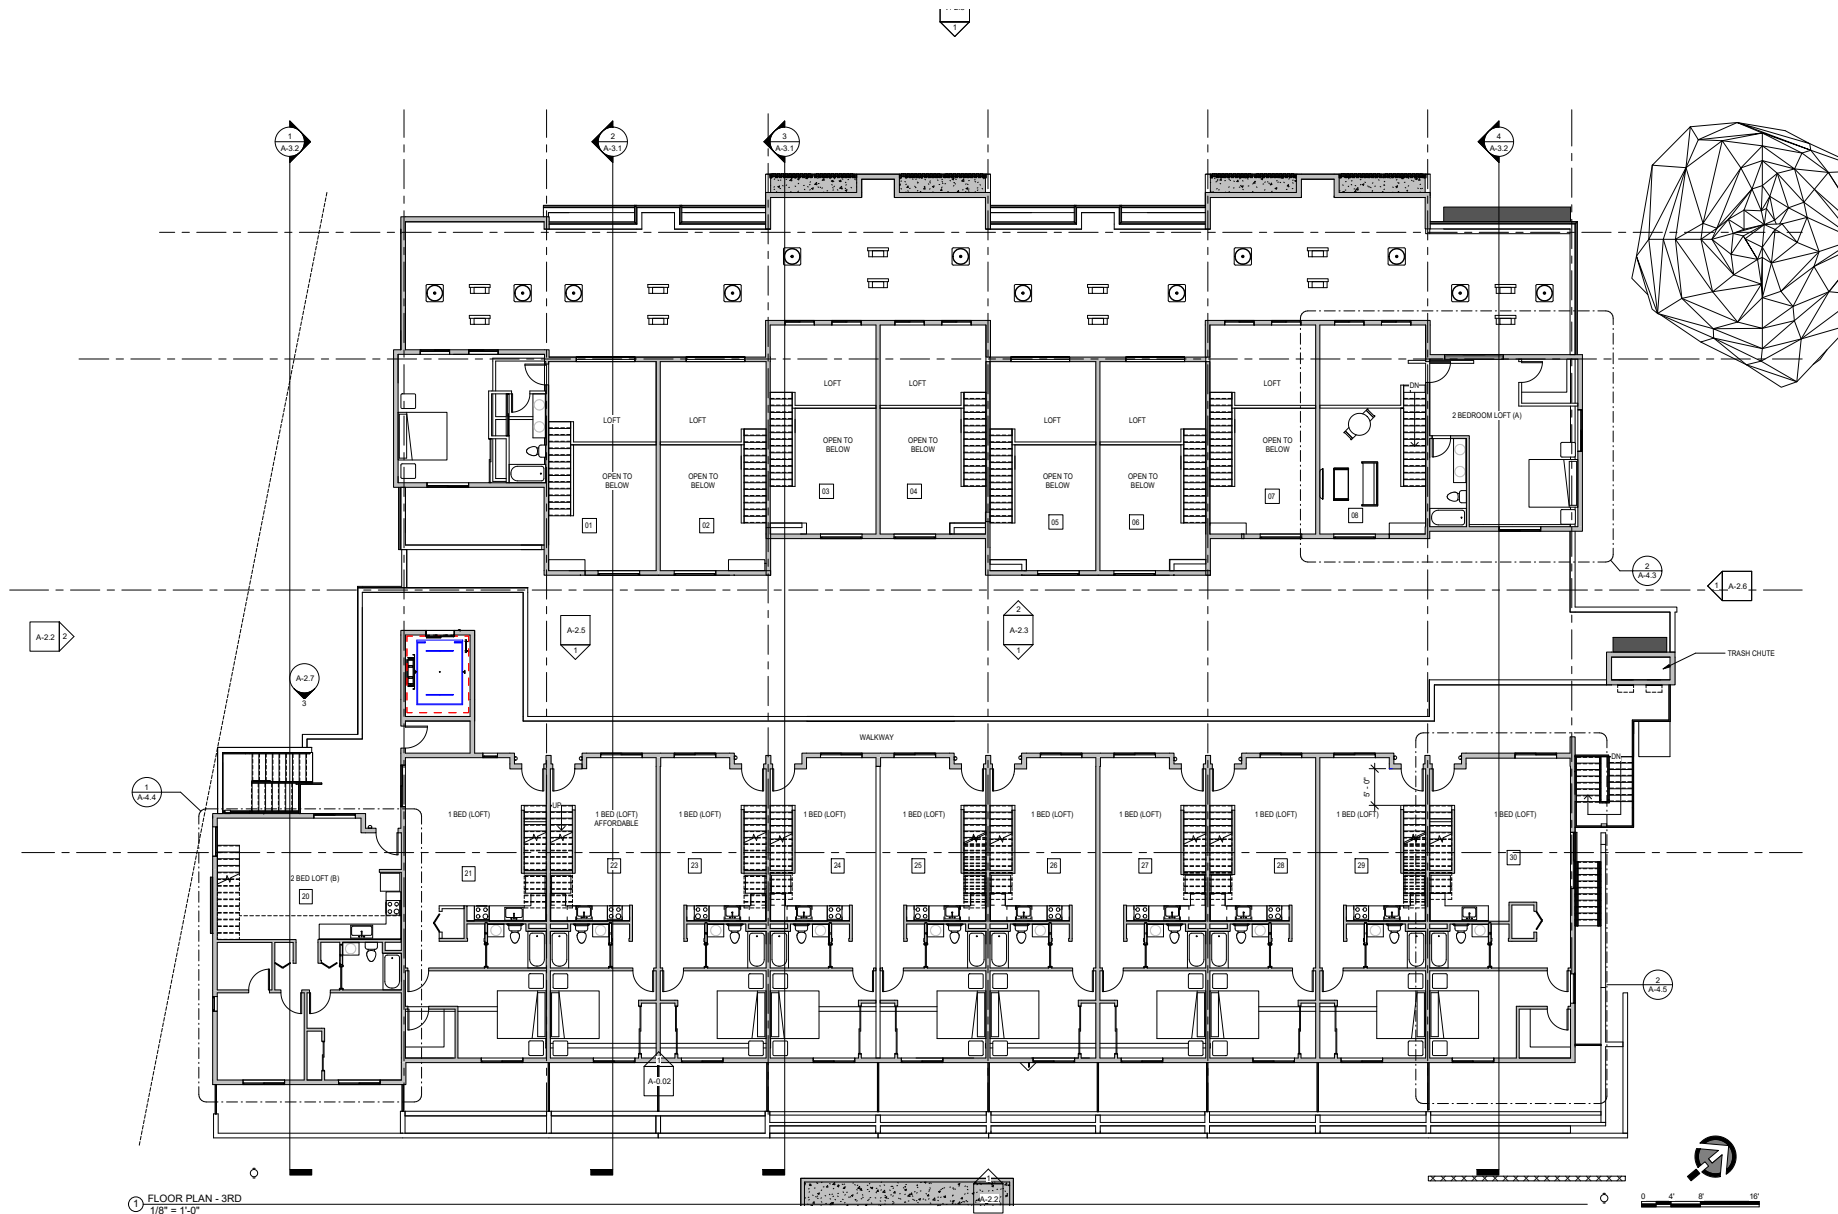 1
1
A-3.2
2
A-3.1
3
A-3.1
4
A-3.2
LOFT
LOFT
LOFT
DN
LOFT
LOFT
LOFT
LOFT
2 BEDROOM LOFT (A)
OPEN TO
BELOW
OPEN TO
BELOW
OPEN TO
BELOW
OPEN TO
BELOW
OPEN TO
BELOW
OPEN TO
BELOW
OPEN TO
BELOW
03
04
07
08
01
02
05
06
2
A-4.3
1
A-2.6
A-2.2
2
A-2.5
1
2
A-2.3
1
TRASH CHUTE
A-2.7
3
WALKWAY
DN
1
A-4.4
5' - 0"
UP
1 BED (LOFT)
1 BED (LOFT)
AFFORDABLE
1 BED (LOFT)
1 BED (LOFT)
1 BED (LOFT)
1 BED (LOFT)
1 BED (LOFT)
1 BED (LOFT)
1 BED (LOFT)
1 BED (LOFT)
2 BED LOFT (B)
20
21
22
23
24
25
26
27
28
29
30
2
A-4.5
1
A-0.02
1
A-2.2
1
FLOOR PLAN - 3RD
1/8" = 1'-0"
0
4'
8'
16'